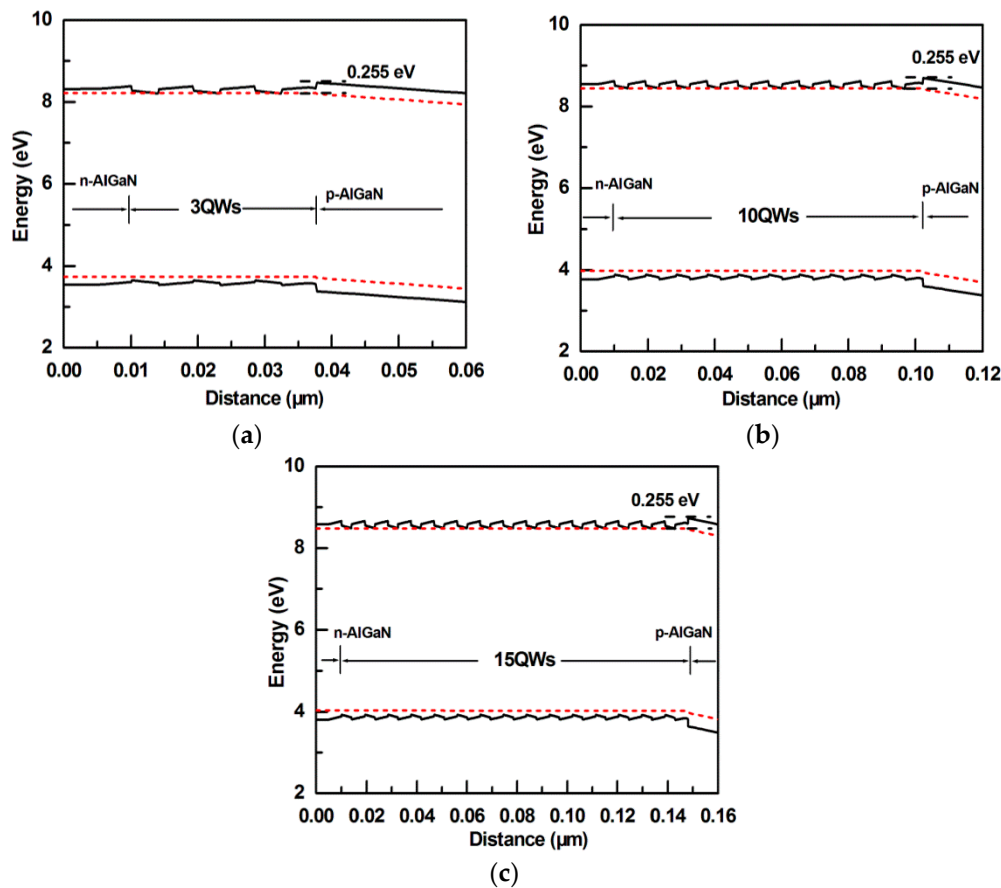 10
8
6
4
2
Energy (eV)
0.255 eV
n-AlGaN
3QWs
p-AlGaN
0.00 0.01 0.02 0.03 0.04 0.05 0.06
Distance (µm)
(a)
10
8
6
4
2
Energy (eV)
0.255 eV
n-AlGaN
10QWs
p-AlGaN
0.00 0.02 0.04 0.06 0.08 0.10 0.12
Distance (µm)
(b)
10
8
6
4
2
Energy (eV)
0.255 eV
n-AlGaN
15QWs
p-AlGaN
0.00 0.02 0.04 0.06 0.08 0.10 0.12 0.14 0.16
Distance (µm)
(c)